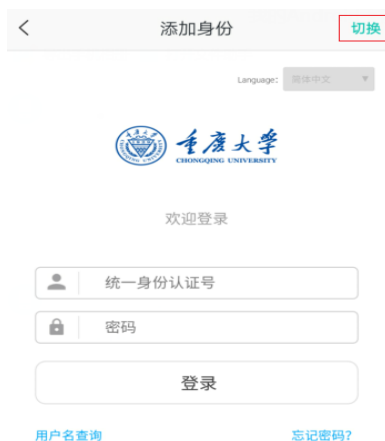 添加身份
切换
Language: 简体中文
重庆大学
CHONGQING UNIVERSITY
欢迎登录
统一身份认证号
密码
登录
用户名查询
忘记密码?